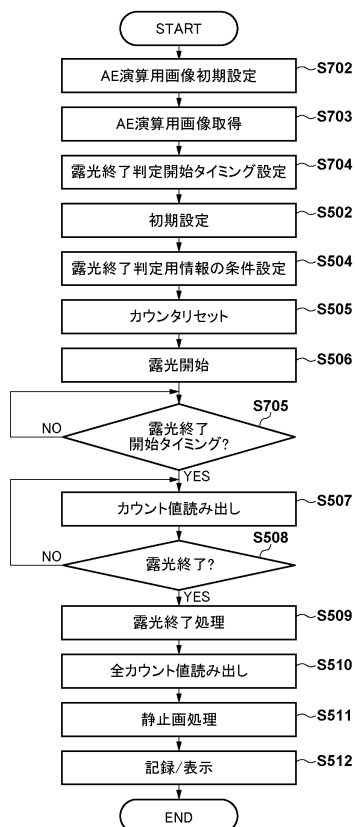 START
AE演算用画像初期設定
S702
AE演算用画像取得
S703
露光終了判定開始タイミング設定
S704
初期設定
S502
露光終了判定用情報の条件設定
S504
カウンタリセット
S505
露光開始
S506
S705
露光終了
開始タイミング?
NO
YES
カウント値読み出し
S507
S508
露光終了?
NO
YES
露光終了処理
S509
全カウント値読み出し
S510
静止画処理
S511
記録/表示
S512
END